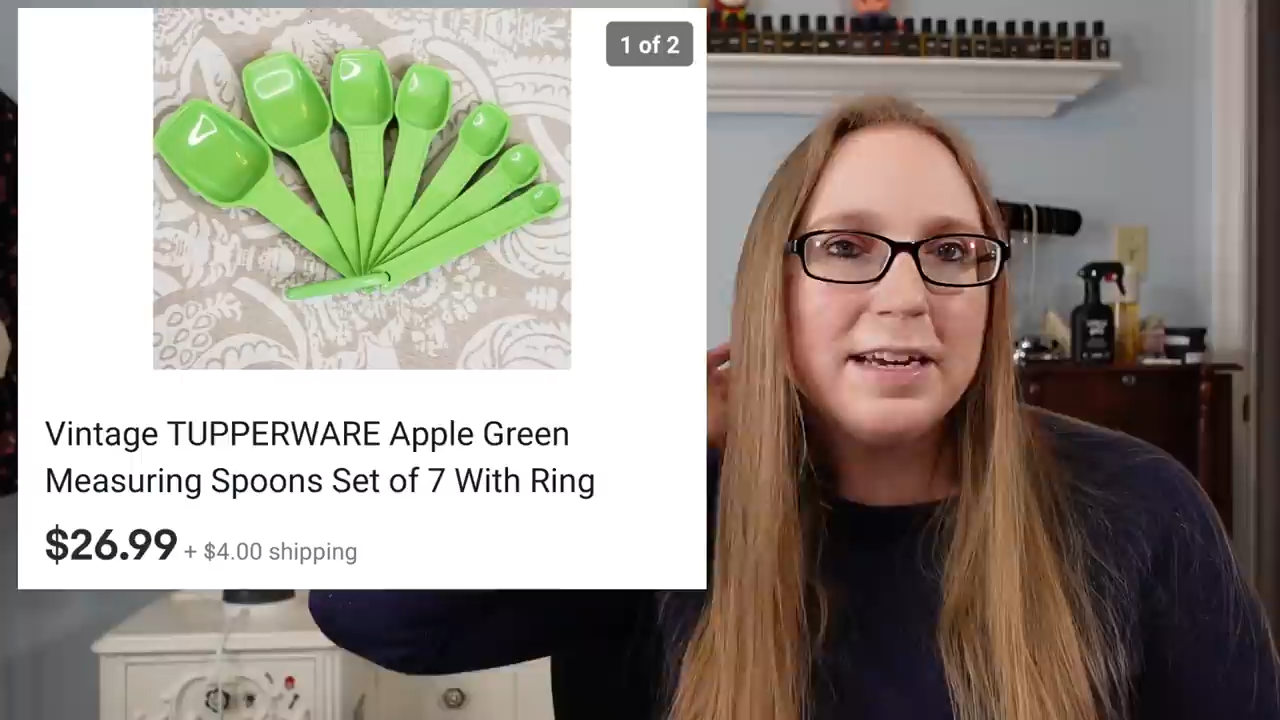 1 of 2
Vintage TUPPERWARE Apple Green
Measuring Spoons Set of 7 With Ring
$26.99 + $4.00 shipping